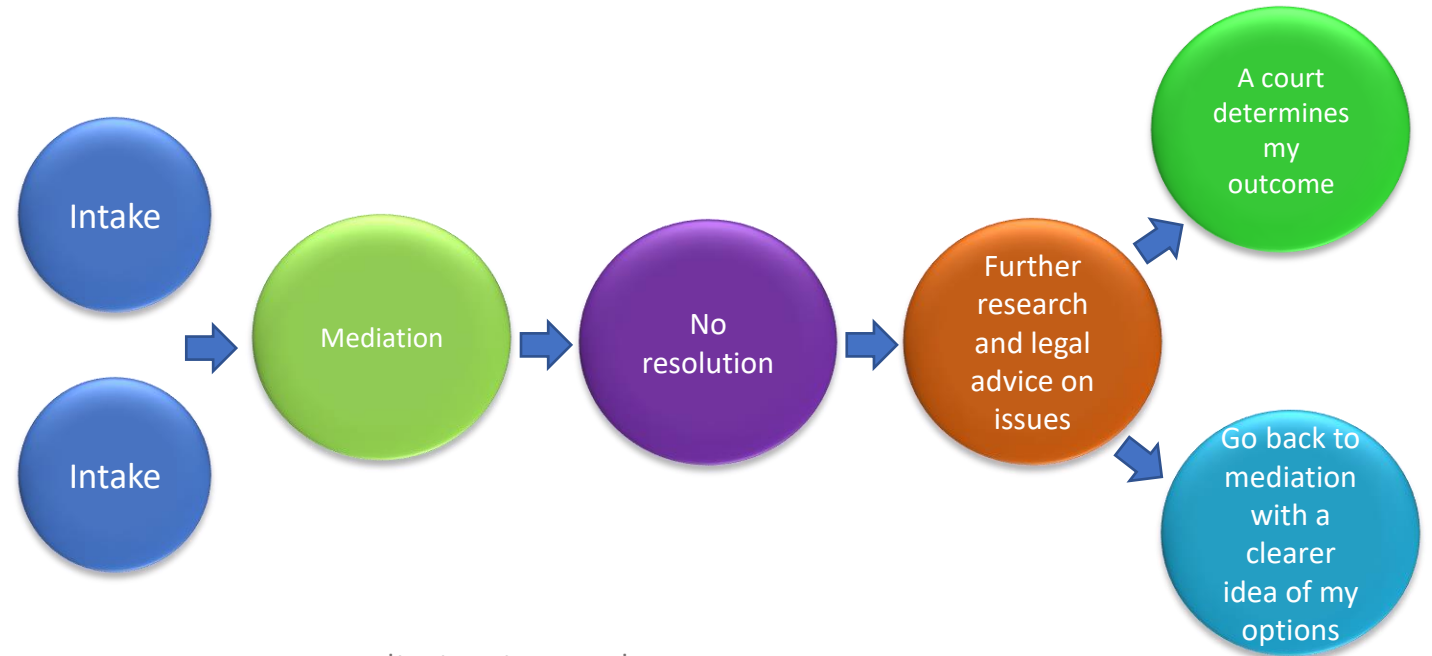 Intake
Intake
Mediation
No
resolution
Further
research
and legal
advice on
issues
A court
determines
my
outcome
Go back to
mediation
with a
clearer
idea of my
options